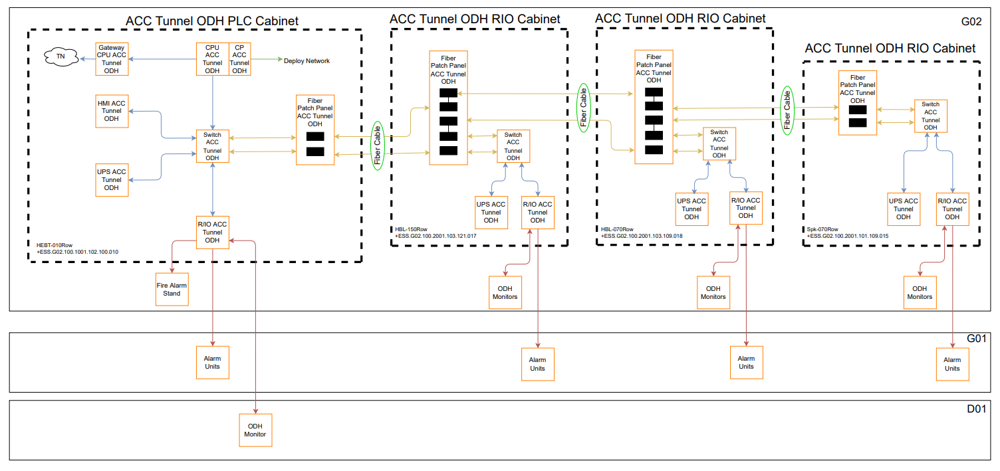 G02
ACC Tunnel ODH PLC Cabinet
TN
Gateway
CPU ACC
Tunnel
ODH
CPU
ACC
Tunnel
ODH
CP
ACC
Tunnel
ODH
Deploy Network
HMI ACC
Tunnel
ODH
Switch
ACC
Tunnel
ODH
UPS ACC
Tunnel
ODH
Fiber
Patch Panel
ACC Tunnel
ODH
R/IO ACC
Tunnel
ODH
HEBT-010Row
+ESS.G02.100.1001.102.100.010
Fire Alarm
Stand
Fiber Cable
ACC Tunnel ODH RIO Cabinet
Fiber
Patch Panel
ACC Tunnel
ODH
Switch
ACC
Tunnel
ODH
UPS ACC
Tunnel
ODH
R/IO ACC
Tunnel
ODH
HBL-150Row
+ESS.G02.100.2001.103.121.017
ODH
Monitors
Fiber Cable
ACC Tunnel ODH RIO Cabinet
Fiber
Patch Panel
ACC Tunnel
ODH
Switch
ACC
Tunnel
ODH
UPS ACC
Tunnel
ODH
R/IO ACC
Tunnel
ODH
HBL-070Row
+ESS.G02.100.2001.103.109.018
ODH
Monitors
Fiber Cable
ACC Tunnel ODH RIO Cabinet
Fiber
Patch Panel
ACC Tunnel
ODH
Switch
ACC
Tunnel
ODH
UPS ACC
Tunnel
ODH
R/IO ACC
Tunnel
ODH
Spk-070Row
+ESS.G02.100.2001.101.109.015
ODH
Monitors
G01
Alarm
Units
Alarm
Units
Alarm
Units
Alarm
Units
D01
ODH
Monitor